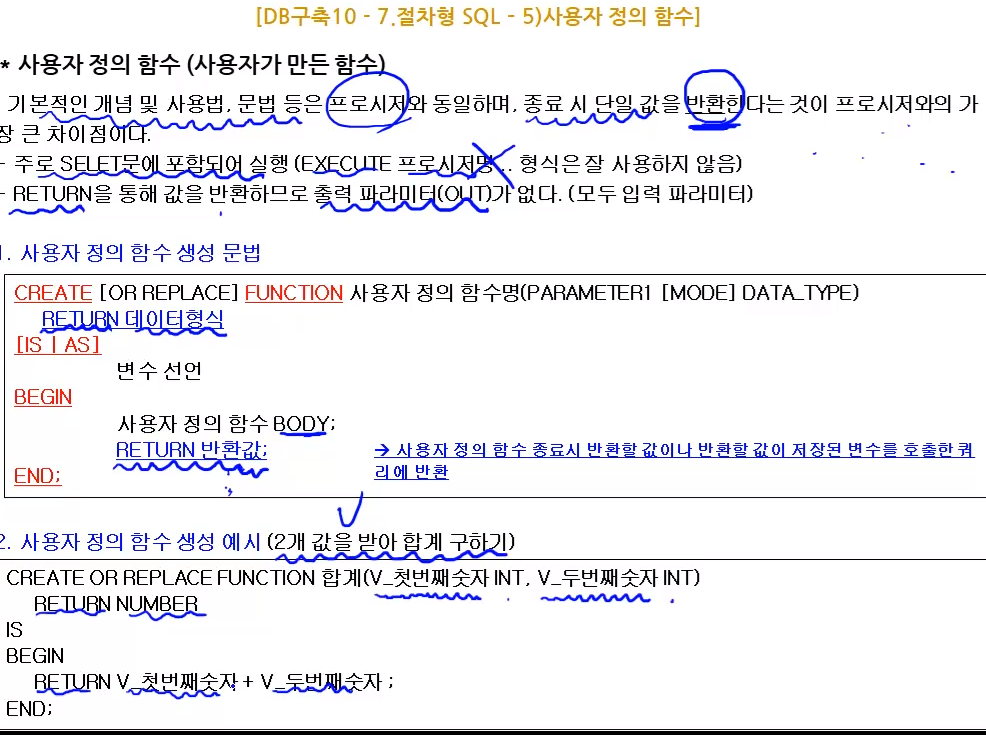 [DB구축10 - 7.절차형 SQL - 5)사용자 정의 함수]
* 사용자 정의 함수 (사용자가 만든 함수)
기본적인 개념 및 사용법, 문법 등은 프로시저와 동일하며, 종료 시 단일 값을 반환한다는 것이 프로시저와의 가
장 큰 차이점이다.
- 주로 SELET문에 포함되어 실행 (EXECUTE 프로시저명.. 형식은 잘 사용하지 않음)
- RETURN을 통해 값을 반환하므로 출력 파라미터(OUT)가 없다. (모두 입력 파라미터)
1. 사용자 정의 함수 생성 문법
CREATE [OR REPLACE] FUNCTION 사용자 정의 함수명(PARAMETER1 [MODE] DATA_TYPE)
RETURN 데이터형식
[IS | AS]
변수 선언
BEGIN
사용자 정의 함수 BODY;
RETURN 반환값; → 사용자 정의 함수 종료시 반환할 값이나 반환할 값이 저장된 변수를 호출한 쿼
리에 반환
END;
2. 사용자 정의 함수 생성 예시 (2개 값을 받아 합계 구하기)
CREATE OR REPLACE FUNCTION 합계(V_첫번째숫자 INT, V_두번째숫자 INT)
RETURN NUMBER
IS
BEGIN
RETURN V_첫번째숫자 + V_두번째숫자 ;
END;